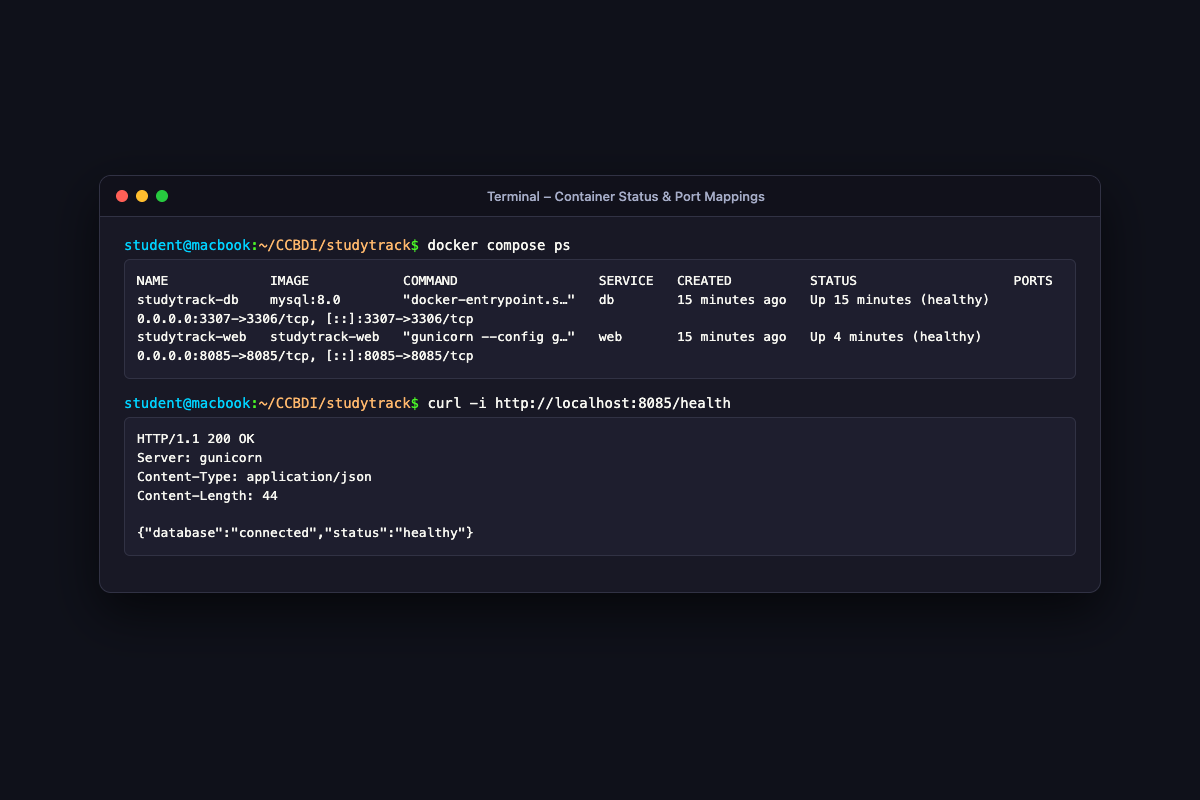 Terminal – Container Status & Port Mappings
student@macbook:~/CCBDI/studytrack$ docker compose ps
NAME IMAGE COMMAND SERVICE CREATED STATUS PORTS
studytrack-db mysql:8.0 "docker-entrypoint.s…" db 15 minutes ago Up 15 minutes (healthy)
0.0.0.0:3307->3306/tcp, [::]:3307->3306/tcp
studytrack-web studytrack-web "gunicorn --config g…" web 15 minutes ago Up 4 minutes (healthy)
0.0.0.0:8085->8085/tcp, [::]:8085->8085/tcp
student@macbook:~/CCBDI/studytrack$ curl -i http://localhost:8085/health
HTTP/1.1 200 OK
Server: gunicorn
Content-Type: application/json
Content-Length: 44
{"database":"connected","status":"healthy"}